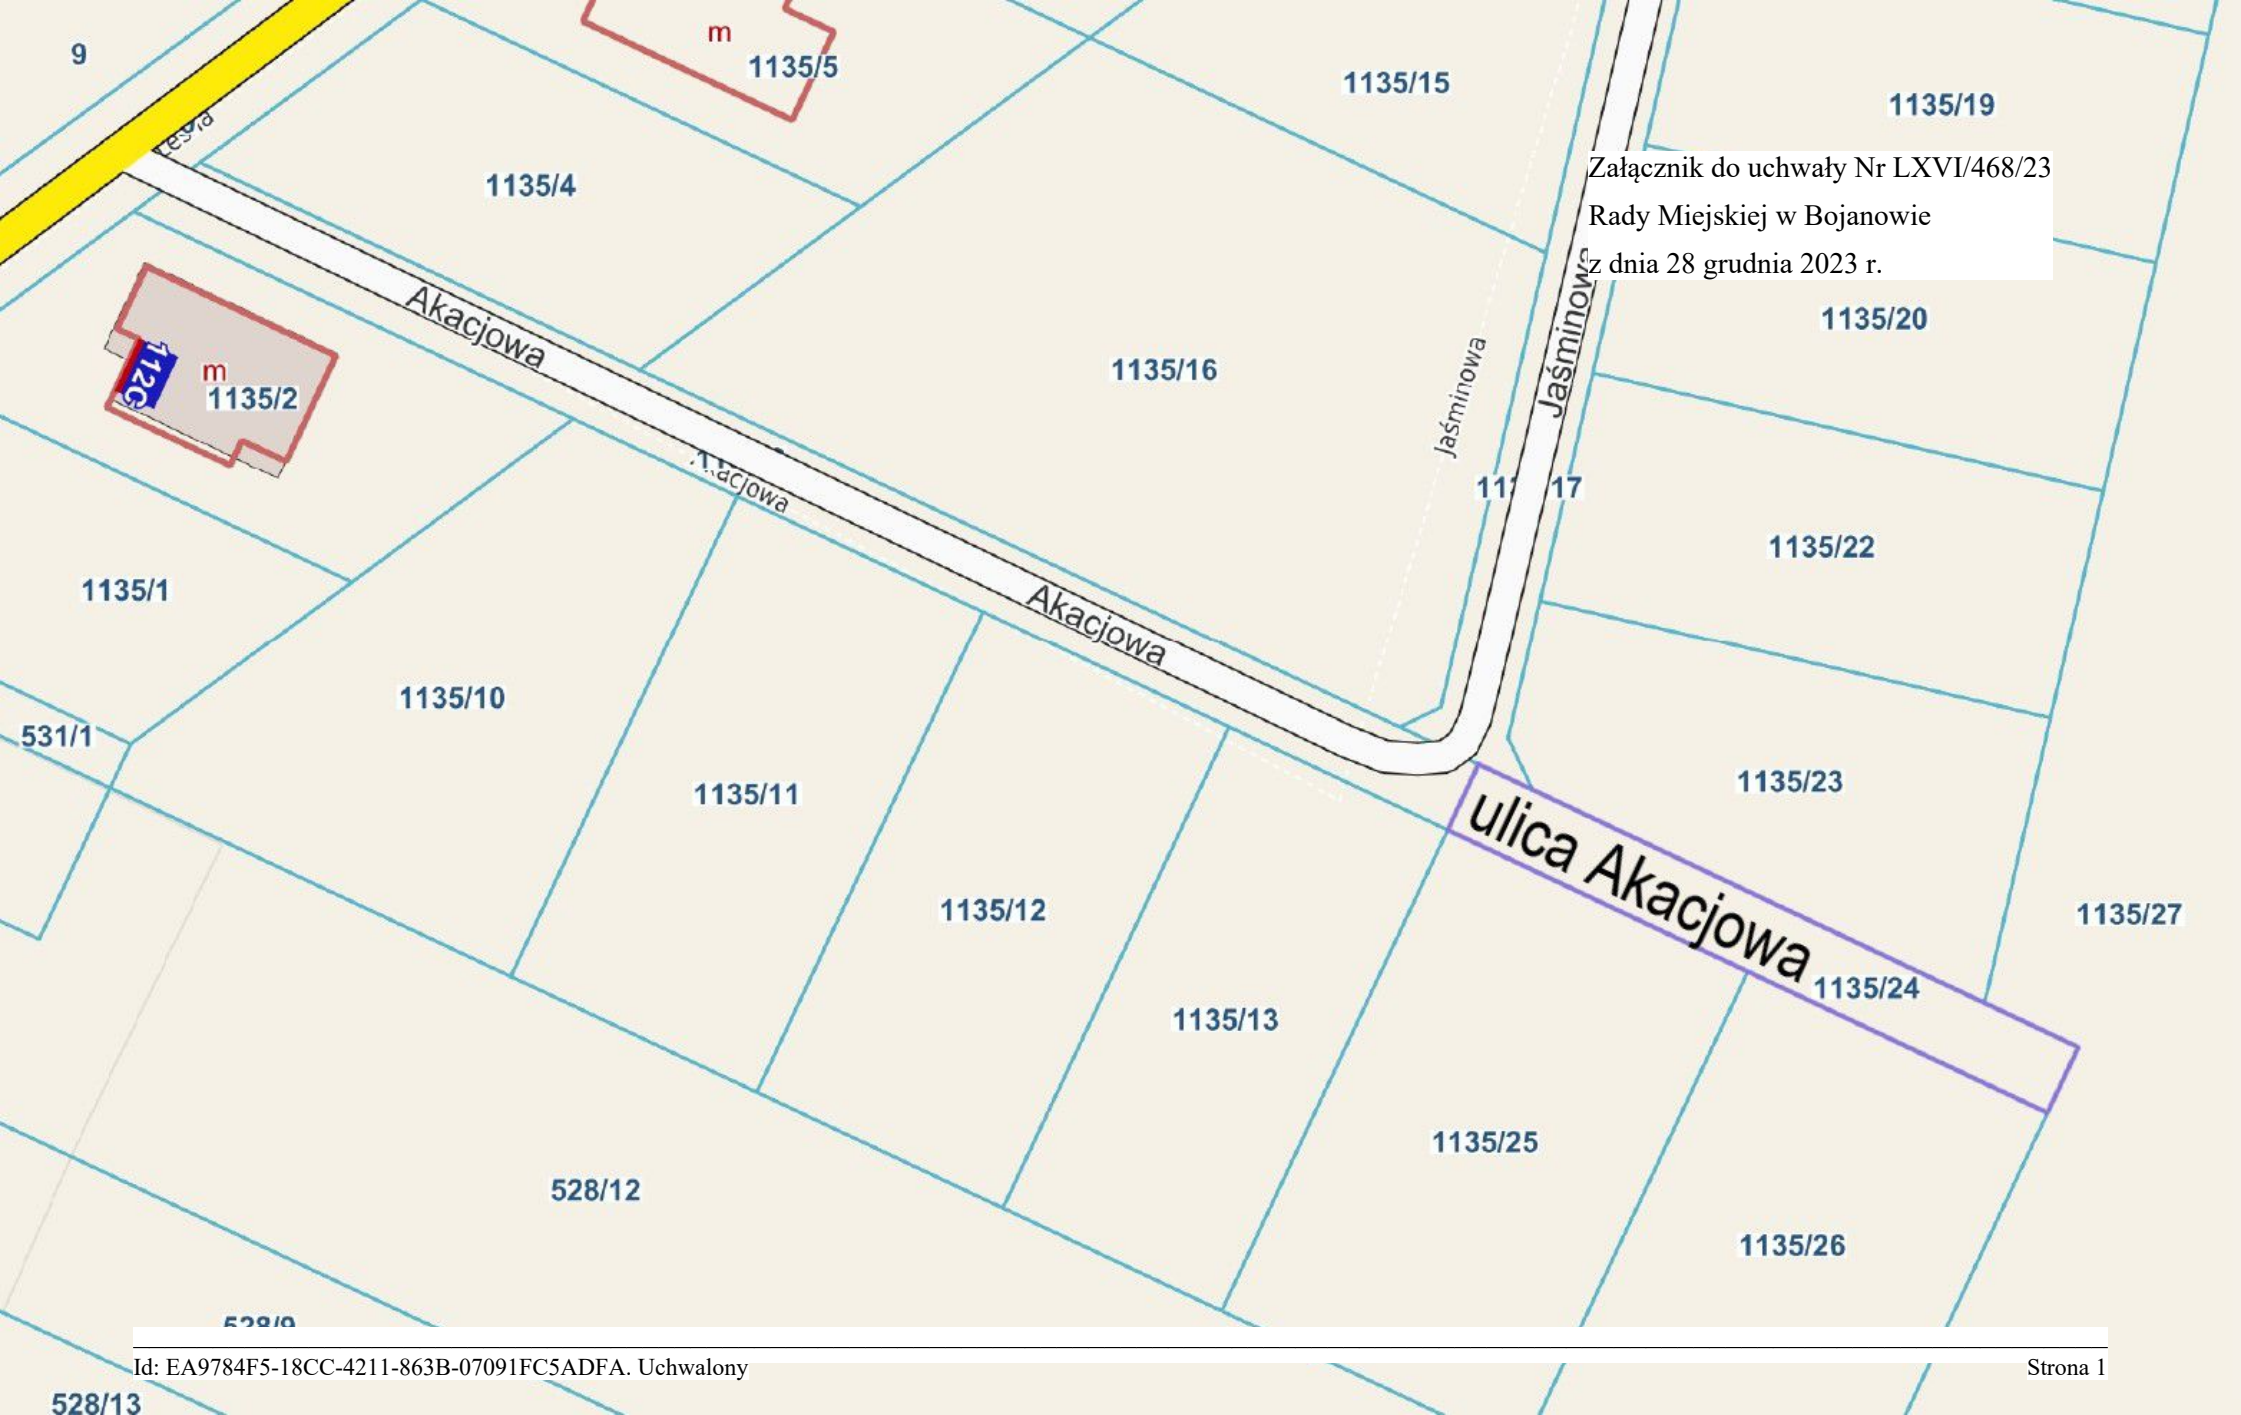 9
m
1135/5
1135/15
1135/19
Załącznik do uchwały Nr LXVI/468/23
Rady Miejskiej w Bojanowie
z dnia 28 grudnia 2023 r.
1135/4
Akacjowa
Jaśminowa
Jaśminowa
1135/20
112C
m
1135/2
1135/16
Akacjowa
17
1135/22
1135/1
Akacjowa
1135/10
531/1
1135/11
1135/23
ulica Akacjowa
1135/12
1135/27
1135/24
1135/13
1135/25
528/12
1135/26
528/9
Id: EA9784F5-18CC-4211-863B-07091FC5ADFA. Uchwalony
Strona 1
528/13